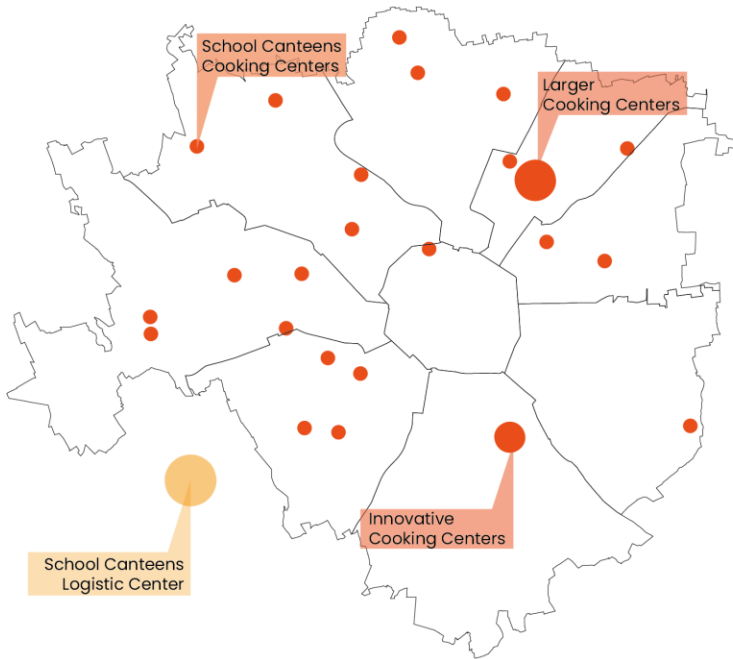 School Canteens
Cooking Centers
Larger
Cooking Centers
Innovative
Cooking Centers
School Canteens
Logistic Center